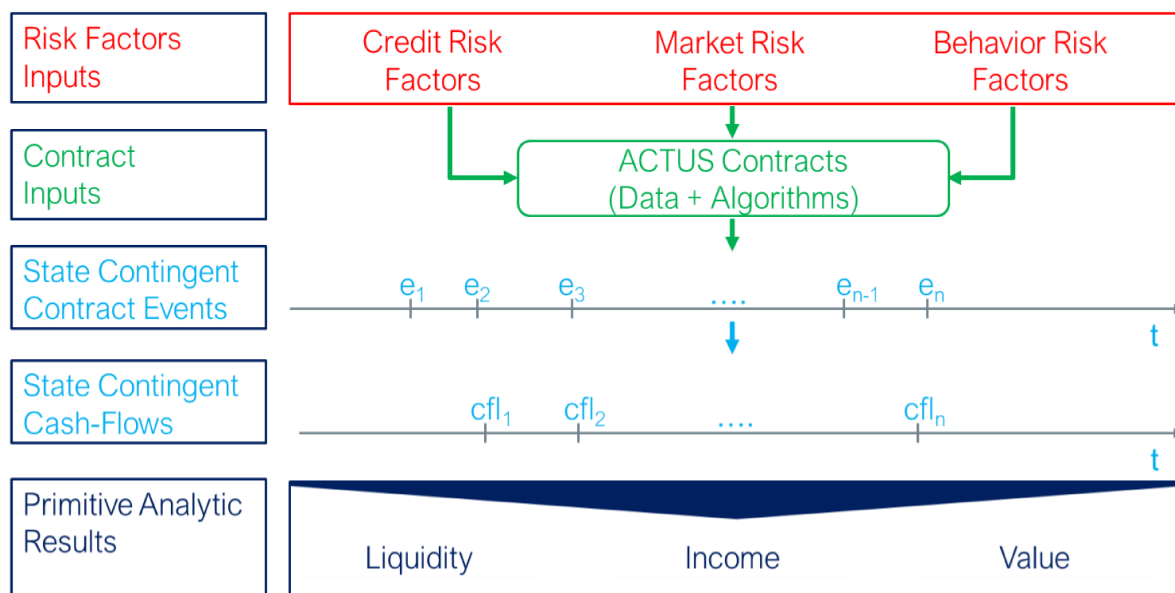 Risk Factors
Inputs
Credit Risk
Factors
Market Risk
Factors
Behavior Risk
Factors
Contract
Inputs
ACTUS Contracts
(Data + Algorithms)
State Contingent
Contract Events
e₁
e₂
e₃
....
eₙ₋₁
eₙ
t
State Contingent
Cash-Flows
cfl₁
cfl₂
....
cflₙ
t
Primitive Analytic
Results
Liquidity
Income
Value